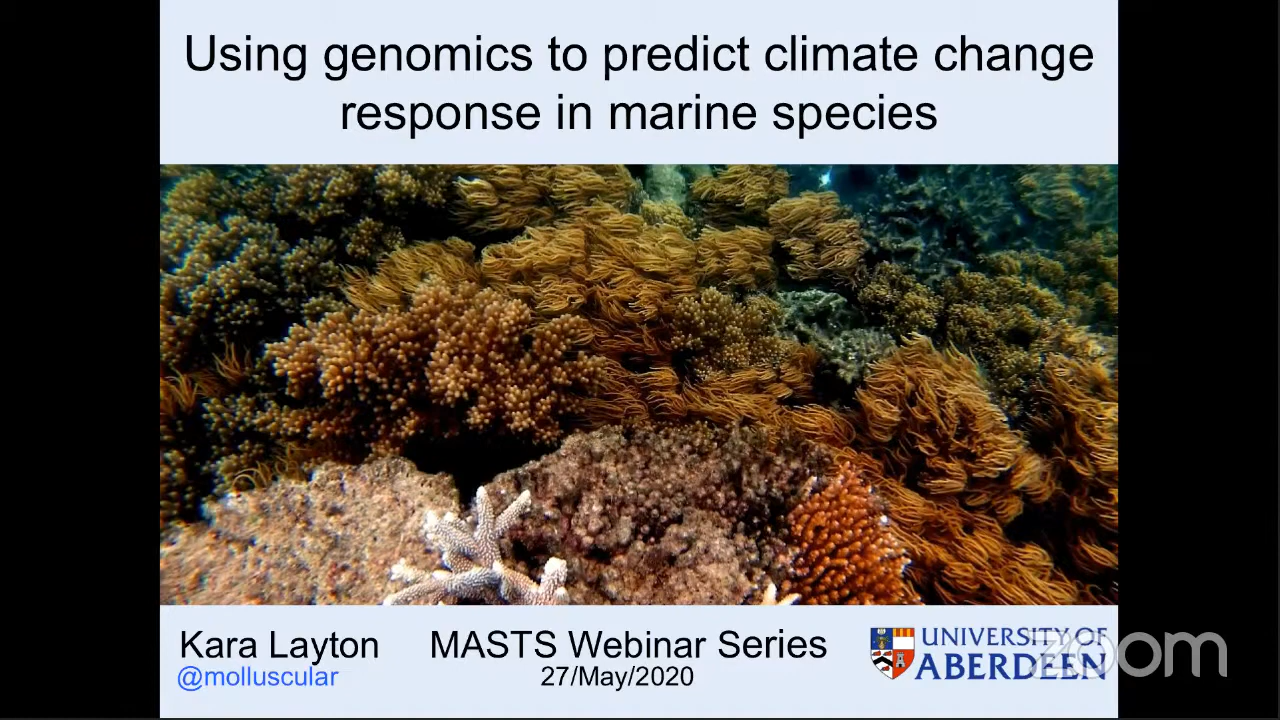 Using genomics to predict climate change
response in marine species
Kara Layton
@molluscular
MASTS Webinar Series
27/May/2020
UNIVERSITY OF
ABERDEEN
zoom